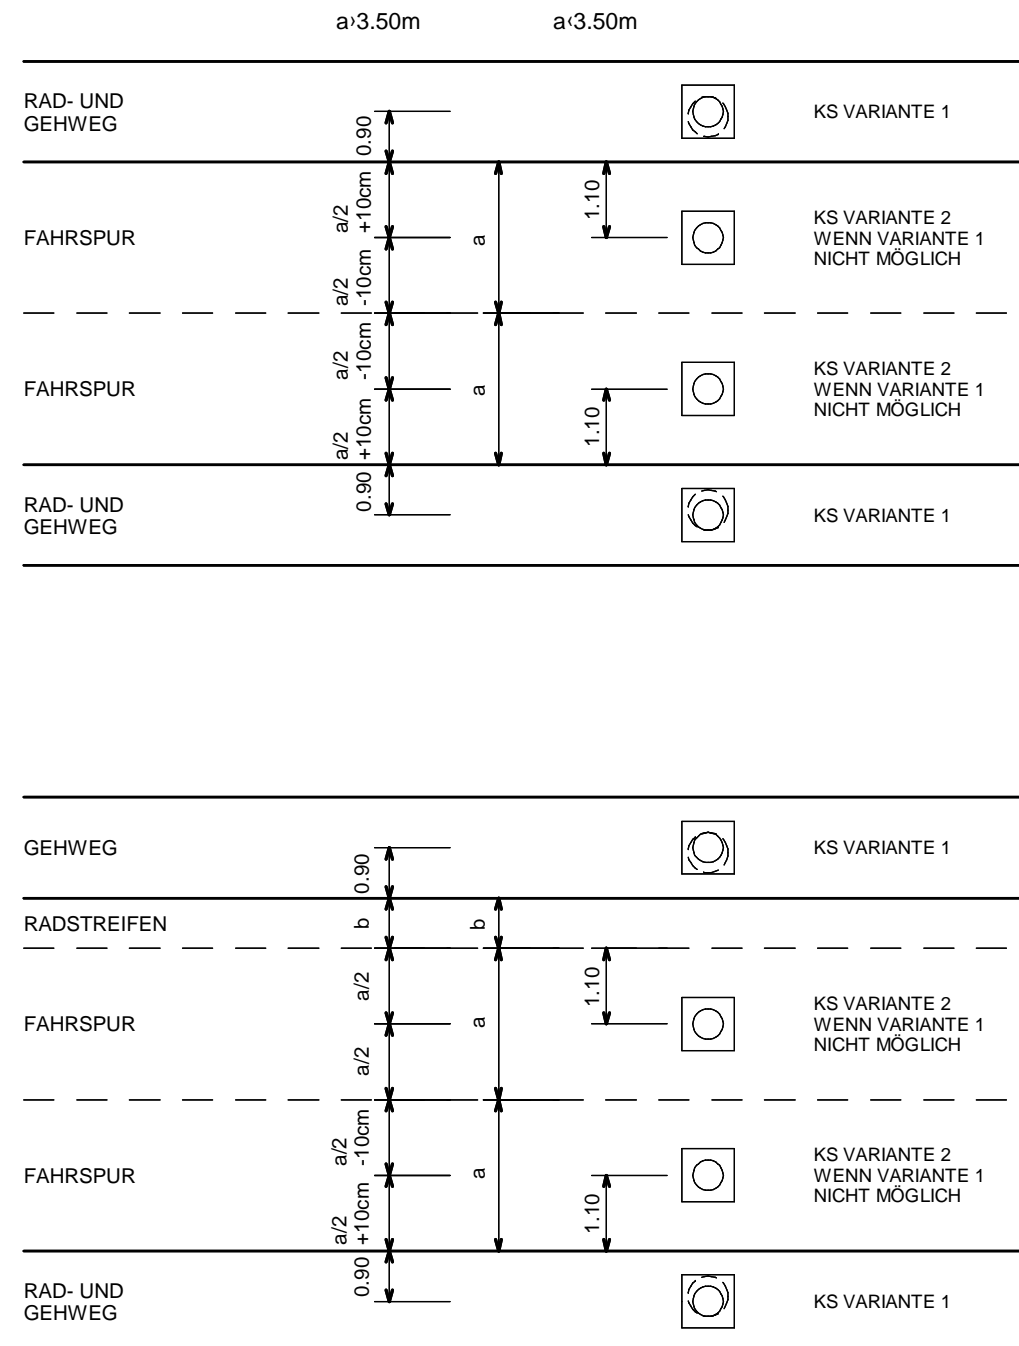 a›3.50m
a‹3.50m
RAD- UND
GEHWEG
0.90
KS VARIANTE 1
FAHRSPUR
a/2
+10cm
a/2
-10cm
a
1.10
KS VARIANTE 2
WENN VARIANTE 1
NICHT MÖGLICH
FAHRSPUR
a/2
-10cm
a/2
+10cm
a
1.10
KS VARIANTE 2
WENN VARIANTE 1
NICHT MÖGLICH
RAD- UND
GEHWEG
0.90
KS VARIANTE 1
GEHWEG
0.90
KS VARIANTE 1
RADSTREIFEN
b
b
FAHRSPUR
a/2
a/2
a
1.10
KS VARIANTE 2
WENN VARIANTE 1
NICHT MÖGLICH
FAHRSPUR
a/2
-10cm
a/2
+10cm
a
1.10
KS VARIANTE 2
WENN VARIANTE 1
NICHT MÖGLICH
RAD- UND
GEHWEG
0.90
KS VARIANTE 1